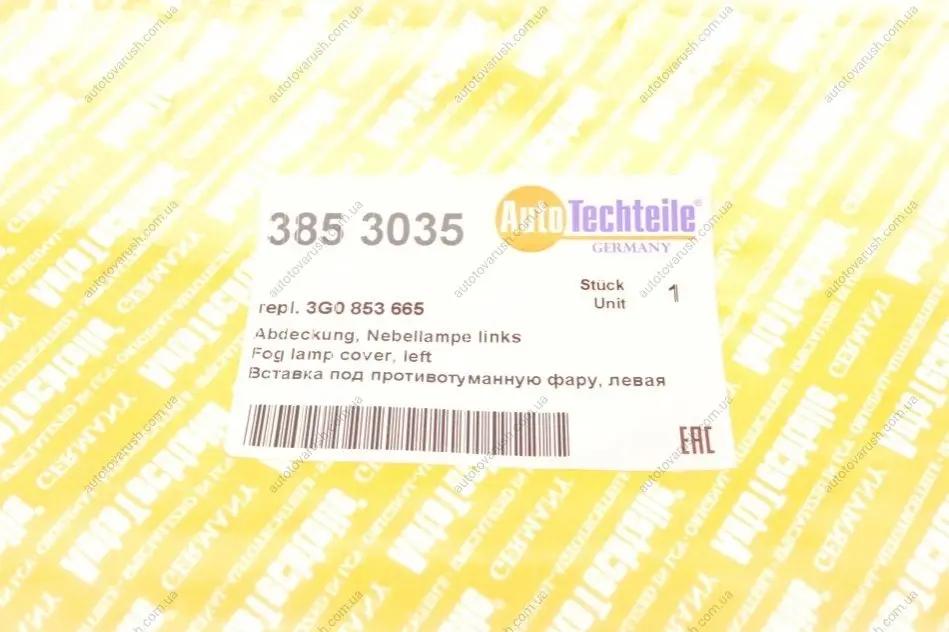 385 3035
AutoTechteile®
GERMANY
Stück
Unit
1
repl. 3G0 853 665
Abdeckung, Nebellampe links
Fog lamp cover, left
Вставка под противотуманную фару, левая
EAC
autotovarush.com.ua